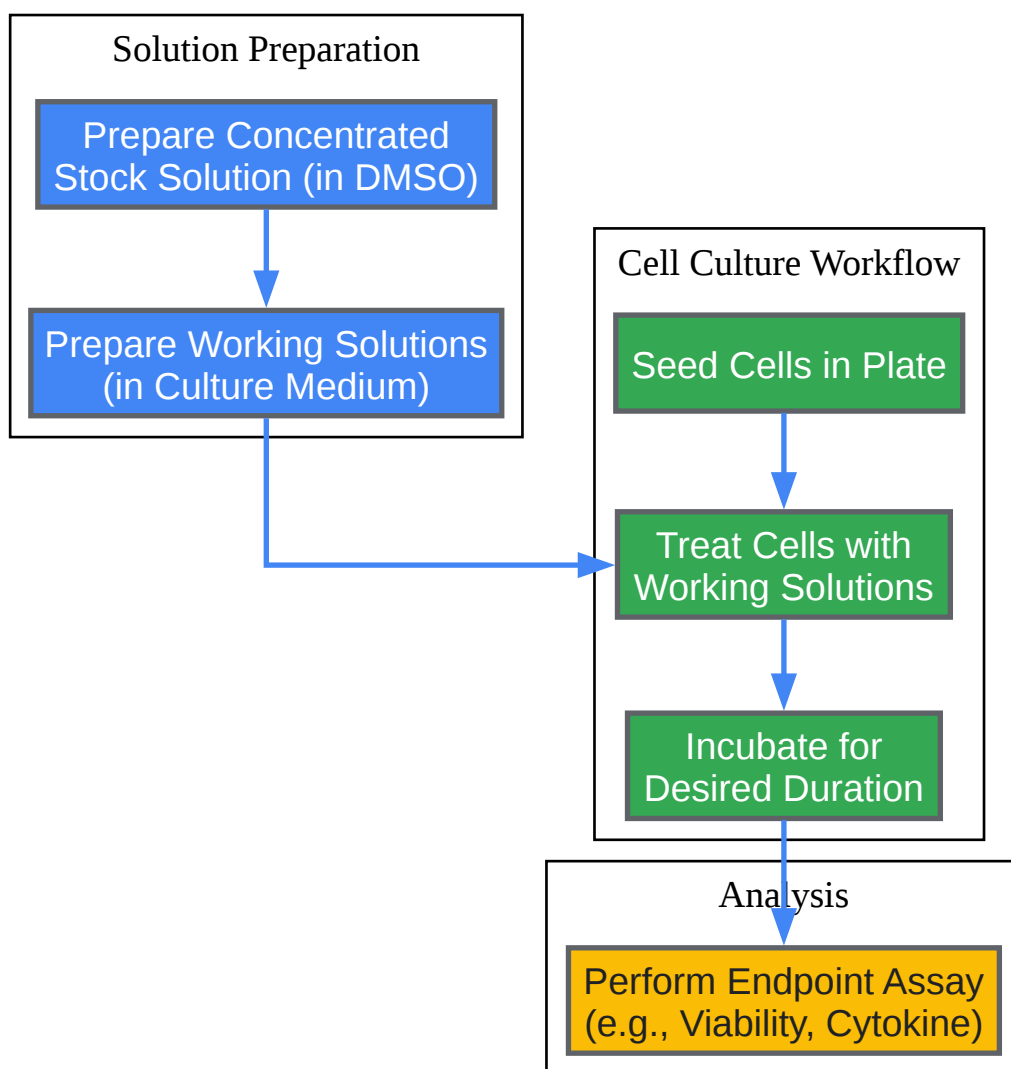 Solution Preparation
Prepare Concentrated
Stock Solution (in DMSO)
Prepare Working Solutions
(in Culture Medium)
Cell Culture Workflow
Seed Cells in Plate
Treat Cells with
Working Solutions
Incubate for
Desired Duration
Analysis
Perform Endpoint Assay
(e.g., Viability, Cytokine)